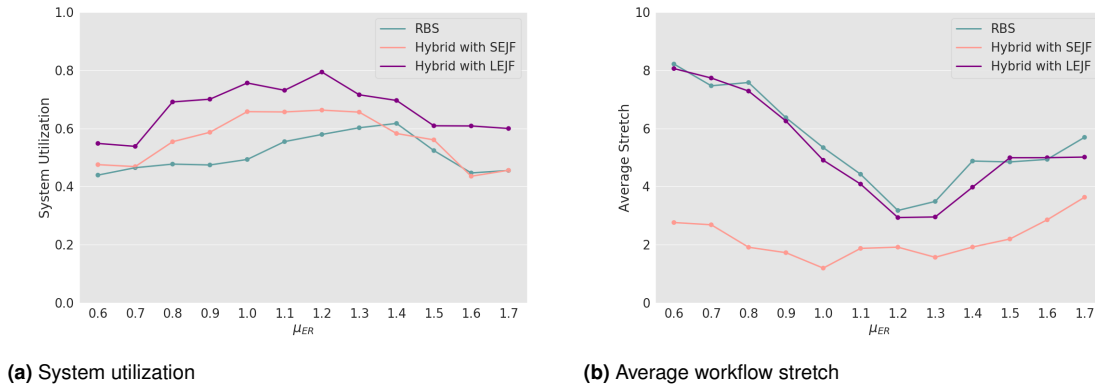 1.0
0.8
0.6
0.4
0.2
0.0
System Utilization
RBS
Hybrid with SEJF
Hybrid with LEJF
0.6 0.7 0.8 0.9 1.0 1.1 1.2 1.3 1.4 1.5 1.6 1.7
μER
(a) System utilization
10
8
6
4
2
0
Average Stretch
RBS
Hybrid with SEJF
Hybrid with LEJF
0.6 0.7 0.8 0.9 1.0 1.1 1.2 1.3 1.4 1.5 1.6 1.7
μER
(b) Average workflow stretch